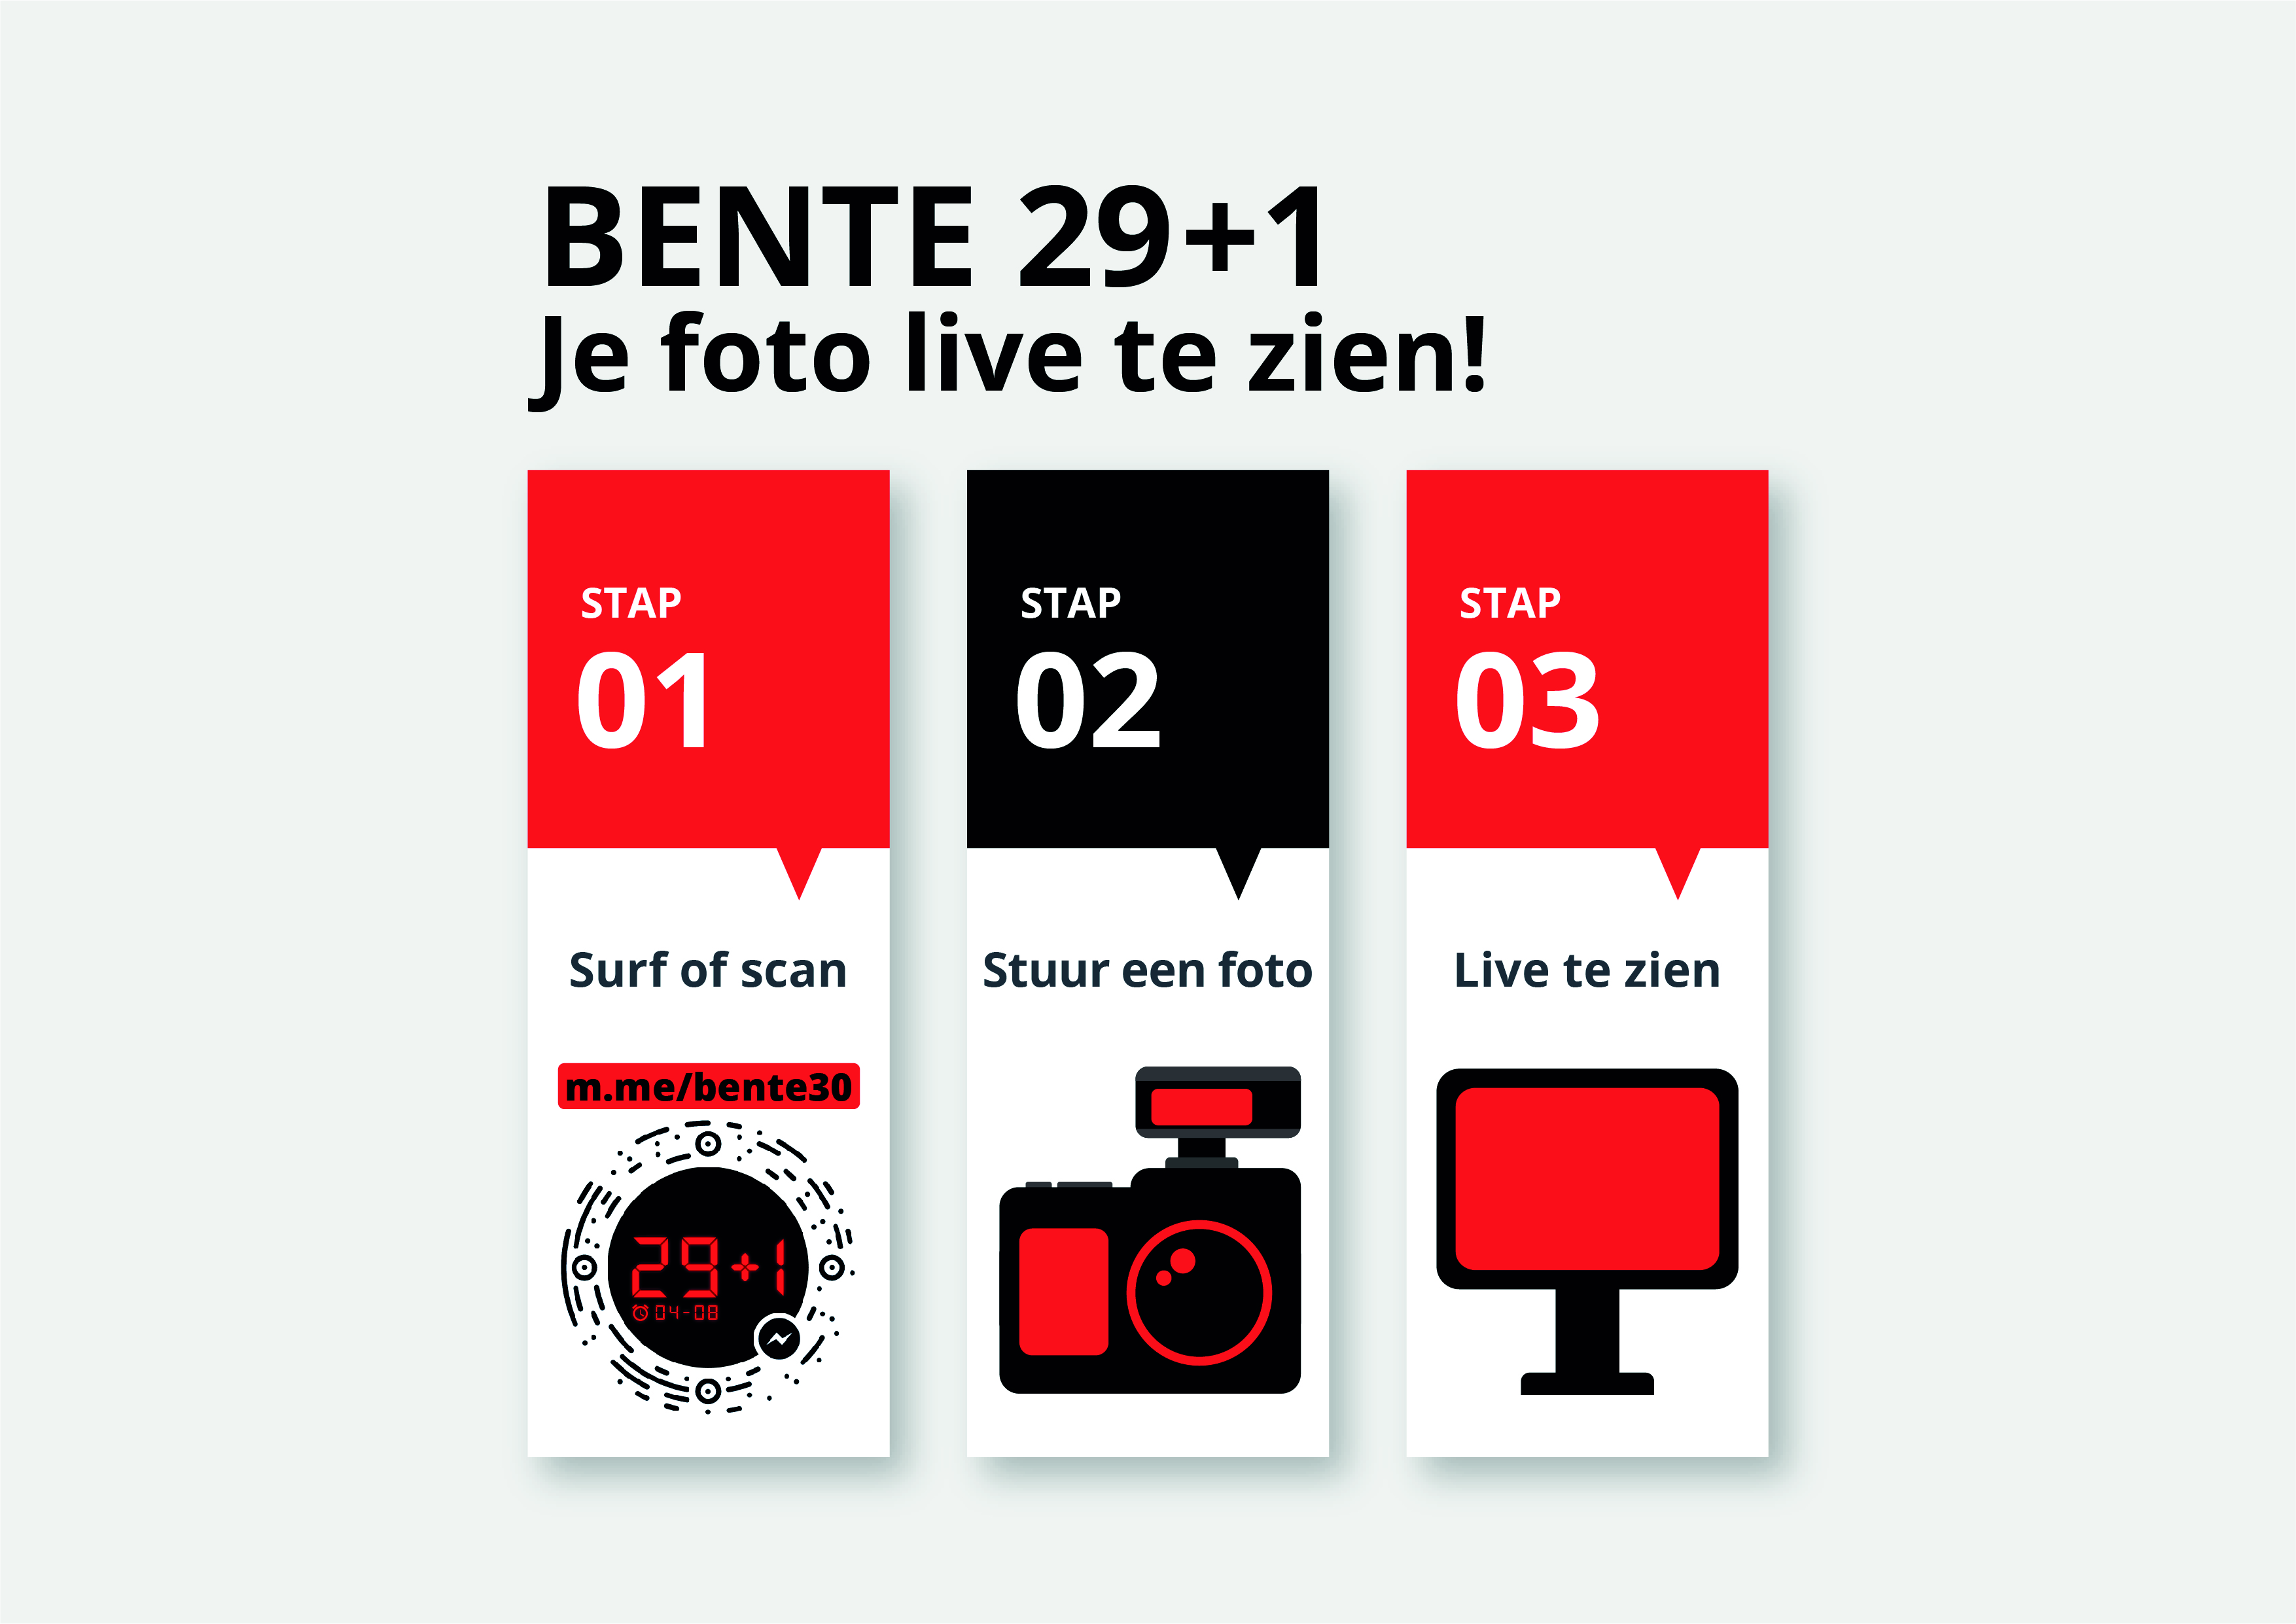 BENTE 29+1
Je foto live te zien!
STAP
01
Surf of scan
m.me/bente30
29+1
04-08
STAP
02
Stuur een foto
STAP
03
Live te zien